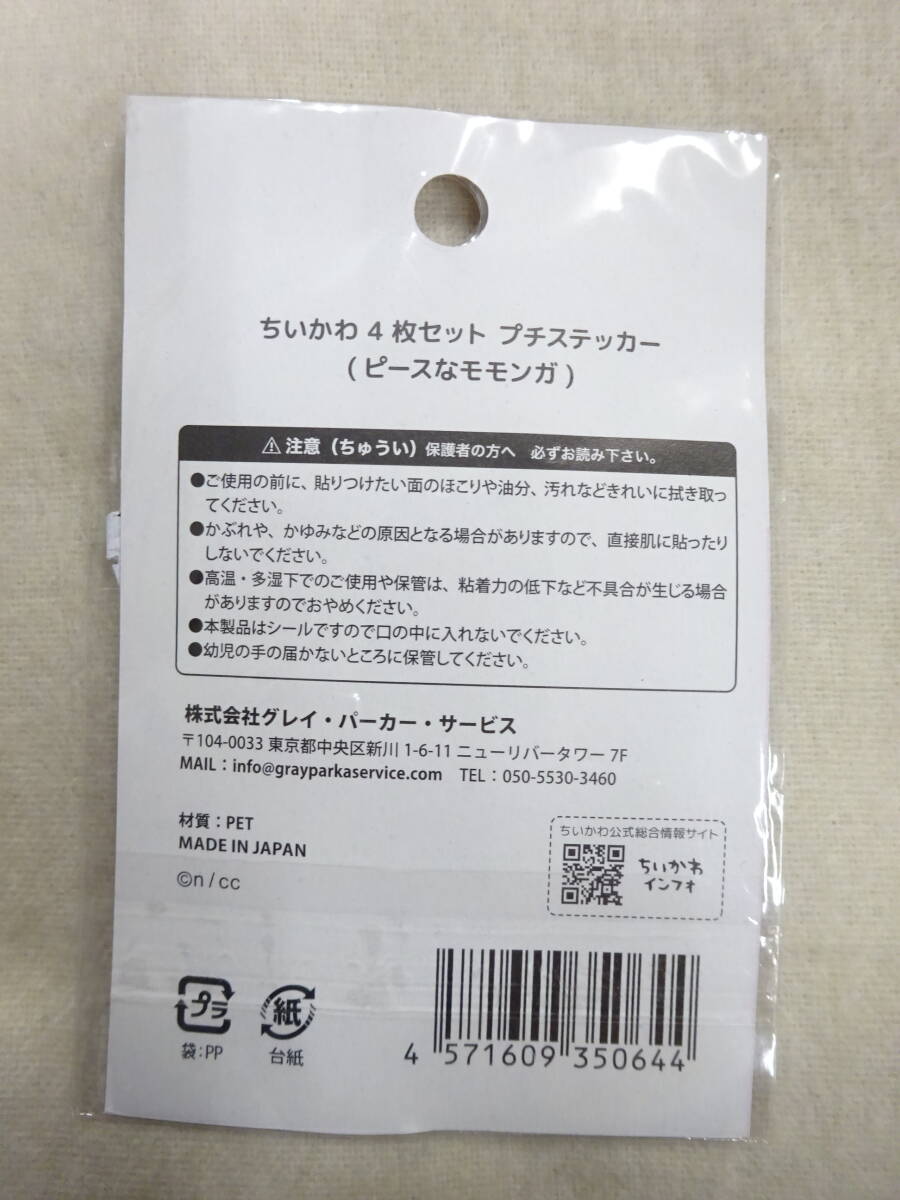 ちいかわ 4 枚セット プチステッカー
(ピースなモモンガ)
⚠ 注意（ちゅうい）保護者の方へ 必ずお読み下さい。
●ご使用の前に、貼りつけたい面のほこりや油分、汚れなどきれいに拭き取っ
てください。
●かぶれや、かゆみなどの原因となる場合がありますので、直接肌に貼ったり
しないでください。
●高温・多湿下でのご使用や保管は、粘着力の低下など不具合が生じる場合
がありますのでおやめください。
●本製品はシールですので口の中に入れないでください。
●幼児の手の届かないところに保管してください。
株式会社グレイ・パーカー・サービス
〒104-0033 東京都中央区新川 1-6-11 ニューリバータワー 7F
MAIL：info@grayparkaservice.com TEL：050-5530-3460
材質：PET
MADE IN JAPAN
©n / cc
ちいかわ公式総合情報サイト
ちいかわ
インフォ
プラ
袋:PP
紙
台紙
4 571609 350644